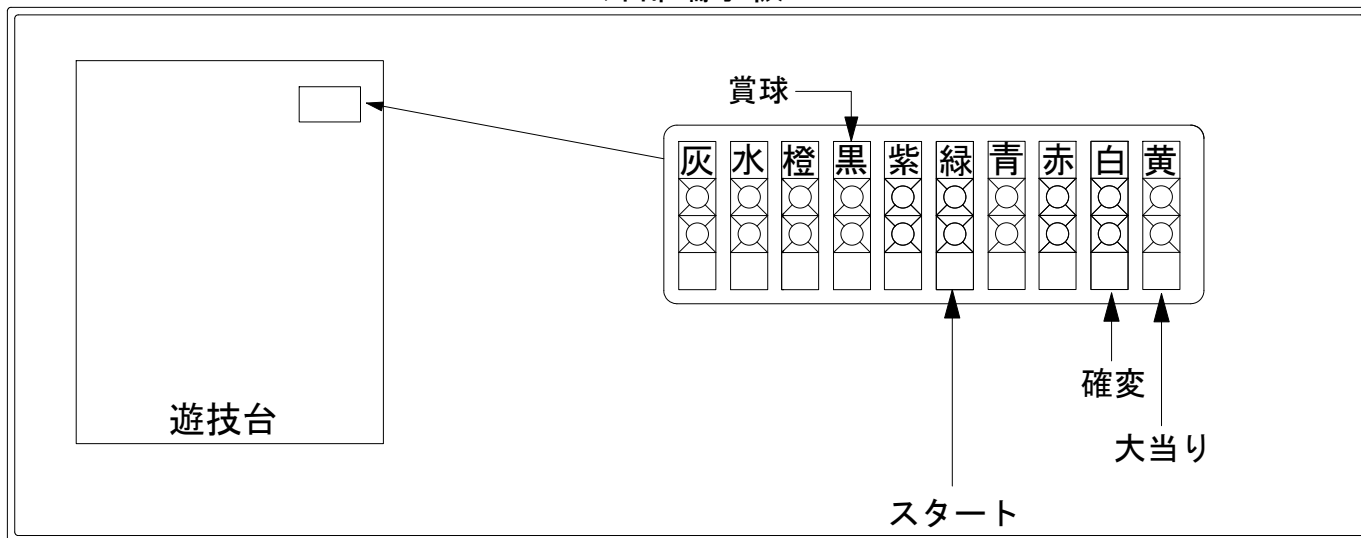 賞球
灰 水 橙 黒 紫 緑 青 赤 白 黄
確変
遊技台
大当り
スタート